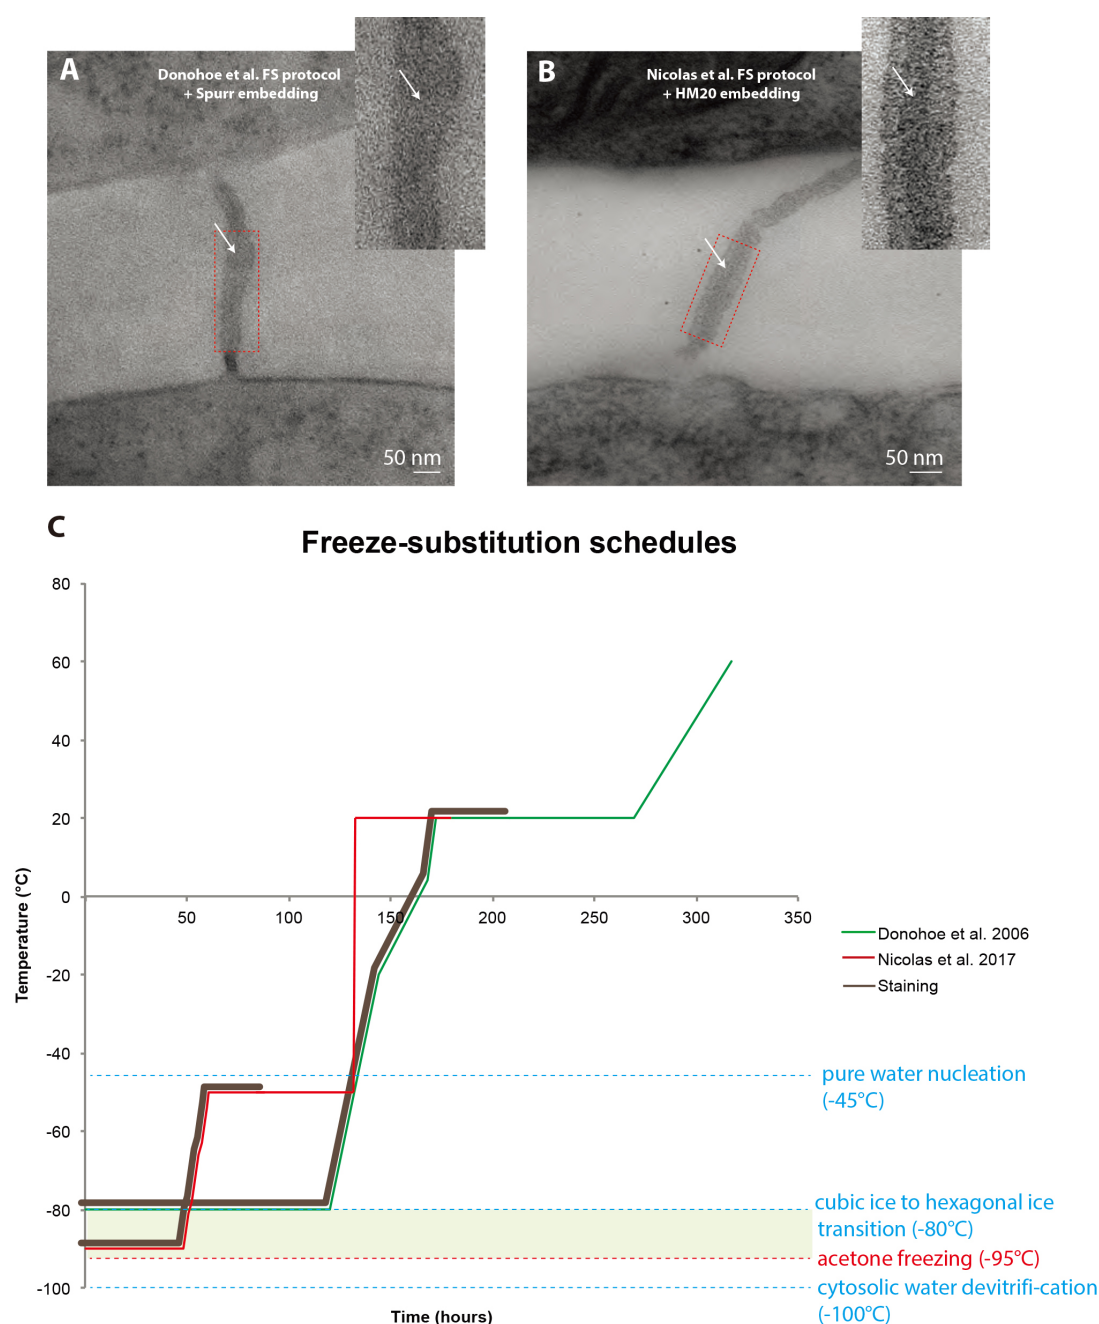 A
Donohoe et al. FS protocol
+ Spurr embedding
50 nm
B
Nicolas et al. FS protocol
+ HM20 embedding
50 nm
C
Freeze-substitution schedules
80
60
40
20
0
-20
-40
-60
-80
-100
Temperature (°C)
50
100
150
200
250
300
350
Time (hours)
Donohoe et al. 2006
Nicolas et al. 2017
Staining
pure water nucleation
(-45°C)
cubic ice to hexagonal ice
transition (-80°C)
acetone freezing (-95°C)
cytosolic water devitrifi-cation
(-100°C)